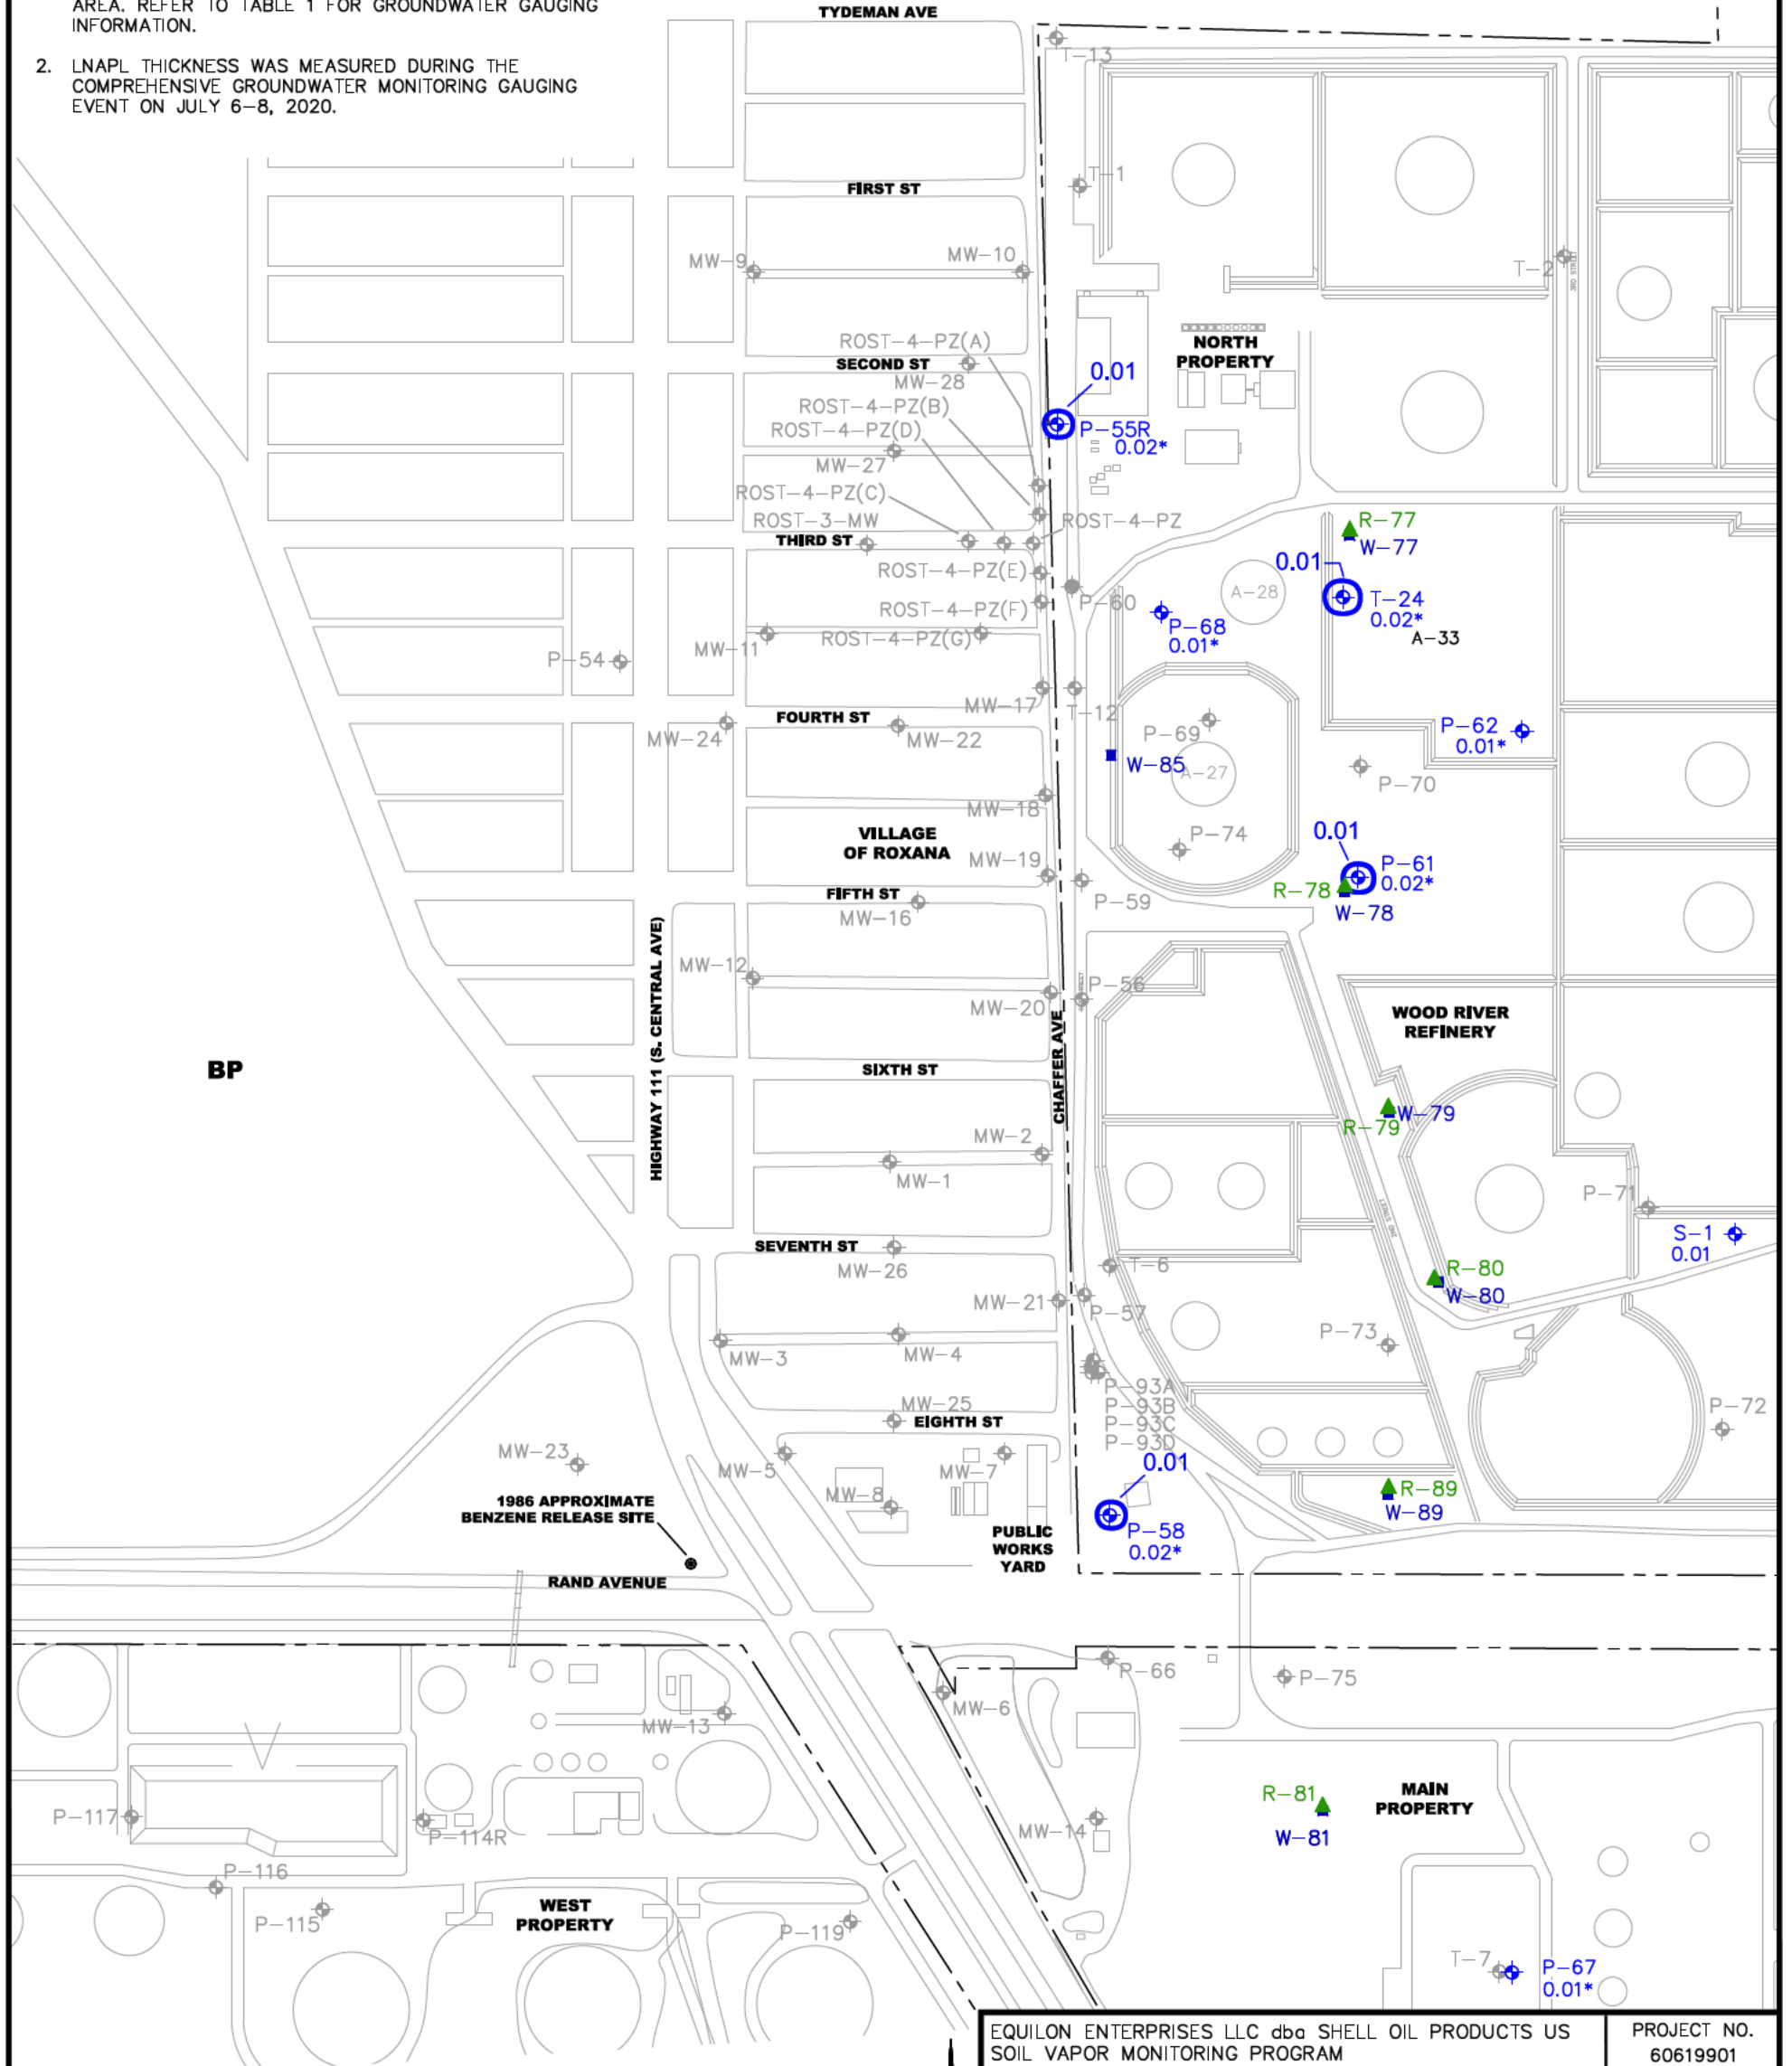 AREA. REFER TO TABLE 1 FOR GROUNDWATER GAUGING
INFORMATION.
2. LNAPL THICKNESS WAS MEASURED DURING THE
COMPREHENSIVE GROUNDWATER MONITORING GAUGING
EVENT ON JULY 6-8, 2020.
TYDEMAN AVE
T-13
T-1
FIRST ST
MW-9
MW-10
T-2
3RD STREET
ROST-4-PZ(A)
NORTH
PROPERTY
SECOND ST
MW-28
0.01
ROST-4-PZ(B)
ROST-4-PZ(D)
P-55R
0.02*
MW-27
ROST-4-PZ(C)
ROST-3-MW
ROST-4-PZ
R-77
W-77
THIRD ST
0.01
ROST-4-PZ(E)
A-28
T-24
0.02*
P-60
ROST-4-PZ(F)
P-68
0.01*
A-33
ROST-4-PZ(G)
MW-11
P-54
MW-17
T-12
FOURTH ST
MW-24
MW-22
P-69
P-62
0.01*
W-85
A-27
P-70
MW-18
VILLAGE
OF ROXANA
P-74
0.01
MW-19
P-61
0.02*
R-78
W-78
FIFTH ST
P-59
MW-16
MW-12
P-56
MW-20
HIGHWAY 111 (S. CENTRAL AVE)
CHAFFER AVE
WOOD RIVER
REFINERY
BP
SIXTH ST
W-79
R-79
MW-2
MW-1
P-71
2ND STREET
S-1
0.01
SEVENTH ST
MW-26
T-6
R-80
W-80
MW-21
P-57
P-73
MW-3
MW-4
P-93A
P-93B
P-93C
P-93D
MW-25
EIGHTH ST
P-72
MW-23
MW-5
MW-7
0.01
MW-8
R-89
W-89
1986 APPROXIMATE
BENZENE RELEASE SITE
PUBLIC
WORKS
YARD
P-58
0.02*
RAND AVENUE
P-66
P-75
MW-6
MW-13
R-81
MAIN
PROPERTY
P-117
P-114R
MW-14
W-81
P-116
P-115
WEST
PROPERTY
P-119
T-7
P-67
0.01*
EQUILON ENTERPRISES LLC dba SHELL OIL PRODUCTS US
SOIL VAPOR MONITORING PROGRAM
PROJECT NO.
60619901